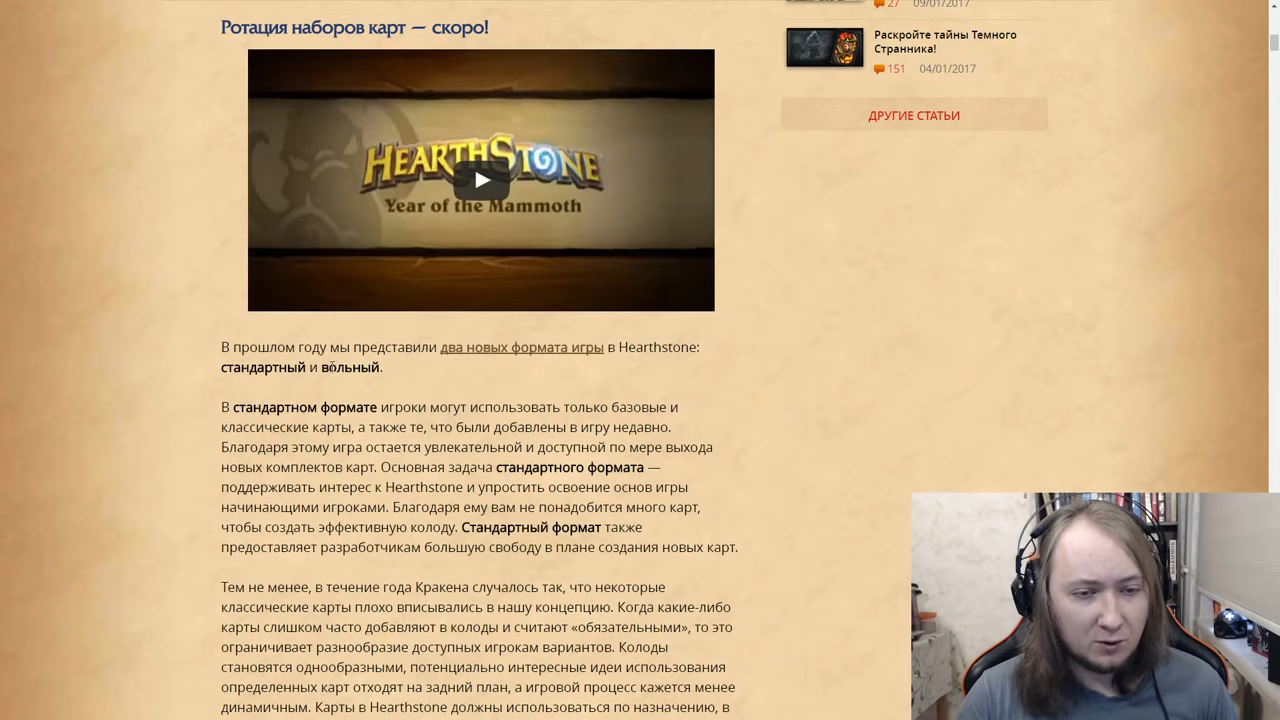 Ротация наборов карт — скоро!
HEARTHSTONE
Year of the Mammoth
В прошлом году мы представили два новых формата игры в Hearthstone:
стандартный и вольный.
В стандартном формате игроки могут использовать только базовые и
классические карты, а также те, что были добавлены в игру недавно.
Благодаря этому игра остается увлекательной и доступной по мере выхода
новых комплектов карт. Основная задача стандартного формата —
поддерживать интерес к Hearthstone и упростить освоение основ игры
начинающими игроками. Благодаря ему вам не понадобится много карт,
чтобы создать эффективную колоду. Стандартный формат также
предоставляет разработчикам большую свободу в плане создания новых карт.
Тем не менее, в течение года Кракена случалось так, что некоторые
классические карты плохо вписывались в нашу концепцию. Когда какие-либо
карты слишком часто добавляют в колоды и считают «обязательными», то это
ограничивает разнообразие доступных игрокам вариантов. Колоды
становятся однообразными, потенциально интересные идеи использования
определенных карт отходят на задний план, а игровой процесс кажется менее
динамичным. Карты в Hearthstone должны использоваться по назначению, в
27 09/01/2017
Раскройте тайны Темного
Странника!
151 04/01/2017
ДРУГИЕ СТАТЬИ